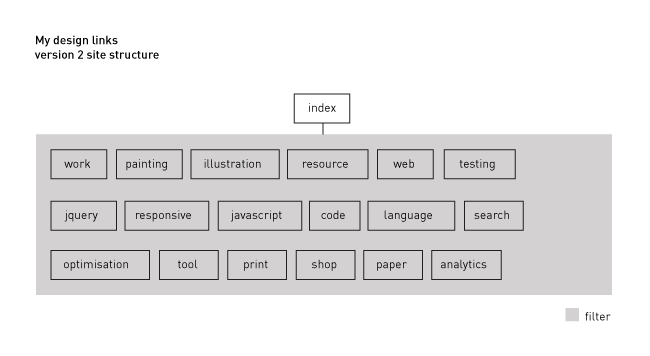 My design links
version 2 site structure
index
work painting illustration resource web testing
jquery responsive javascript code language search
optimisation tool print shop paper analytics
filter